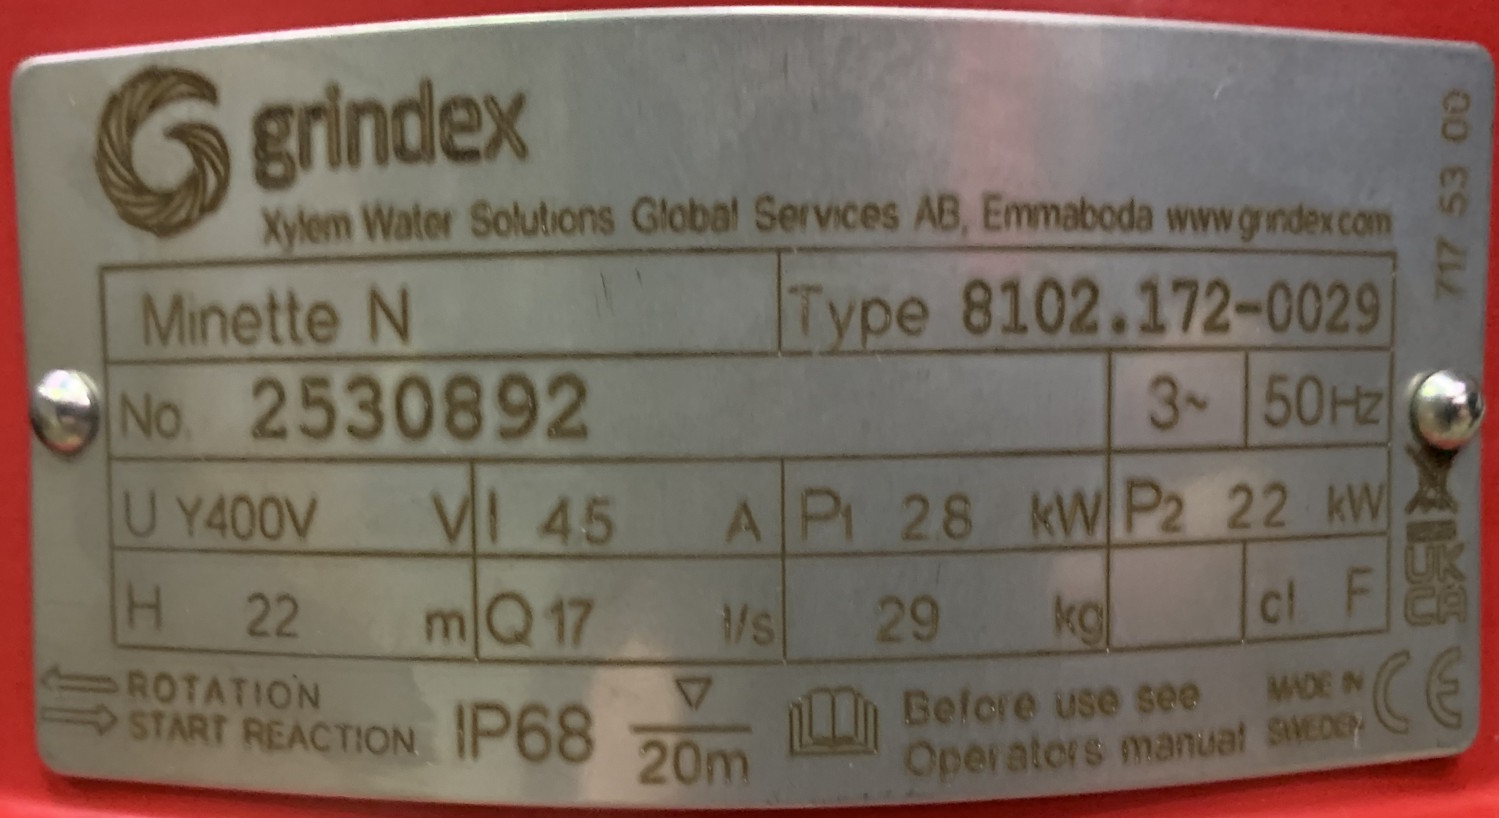 grindex
Xylem Water Solutions Global Services AB, Emmaboda www.grindex.com
717 53 00
Minette N Type 8102.172-0029
No. 2530892 3~ 50Hz
U Y400V V I 4.5 A P1 2.8 kW P2 2.2 kW
H 22 m Q 17 l/s 29 kg cl F
UK
CA
ROTATION
START REACTION
IP68
20m
Before use see
Operators manual
MADE IN
SWEDEN
CE